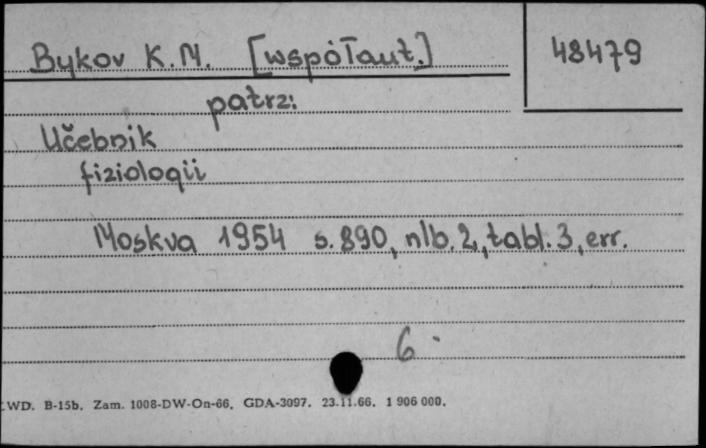 Bykov K.M. [współaut.]
48479
patrz:
Učebnik
fiziologii
Moskva 1954 s. 890, nlb. 2, tabl. 3, err.
6
WD. B-15b. Zam. 1008-DW-On-66. GDA-3097. 23.11.66. 1 906 000.